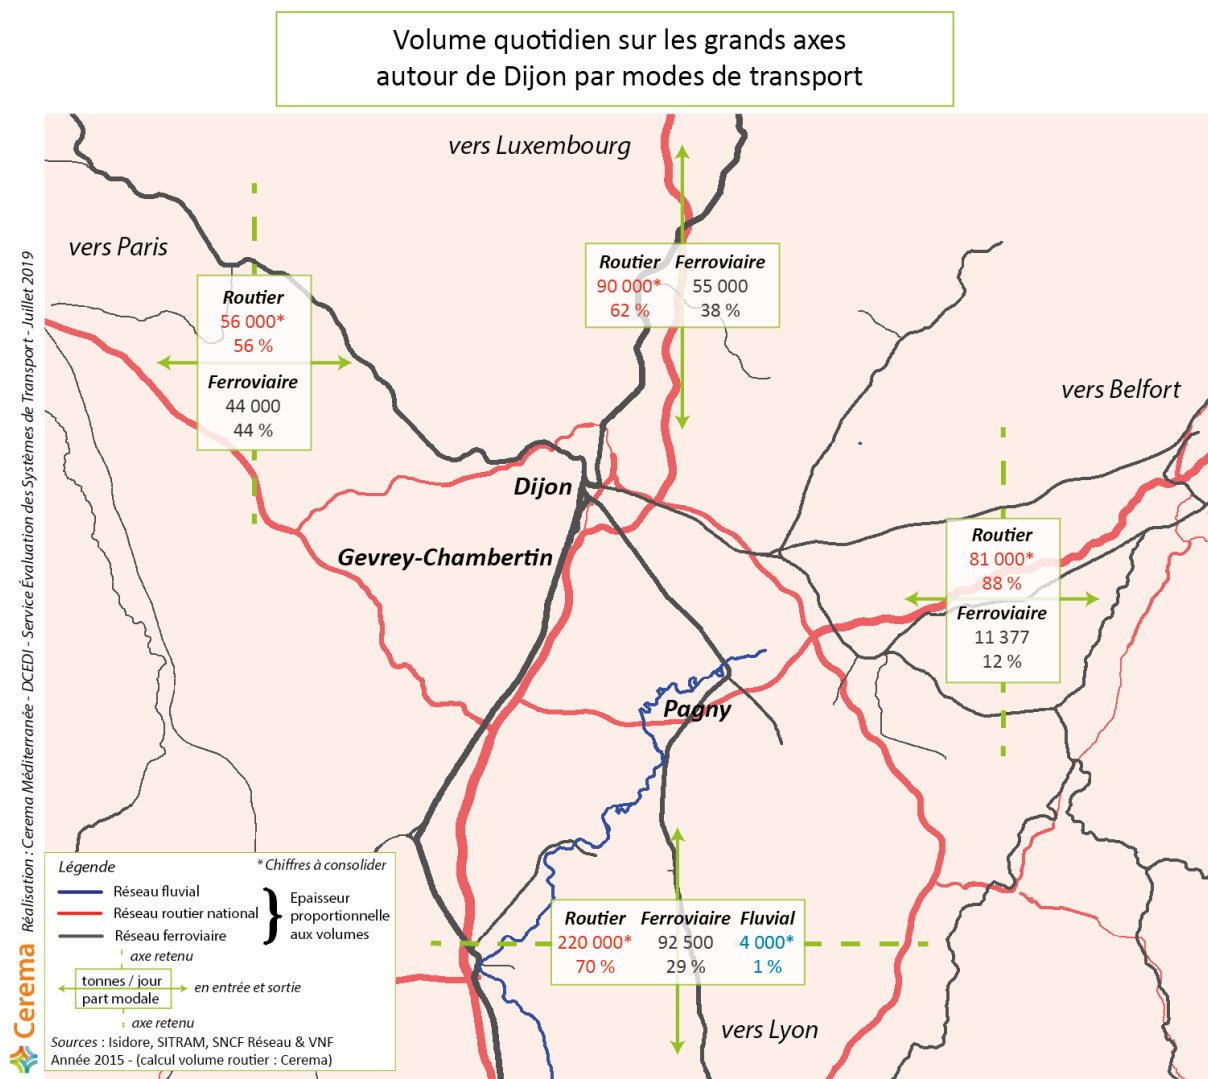 Volume quotidien sur les grands axes
autour de Dijon par modes de transport
vers Luxembourg
vers Paris
Routier
56 000*
56 %
Ferroviaire
44 000
44 %
Routier Ferroviaire
90 000* 55 000
62 % 38 %
vers Belfort
Dijon
Gevrey-Chambertin
Routier
81 000*
88 %
Ferroviaire
11 377
12 %
Pagny
Routier Ferroviaire Fluvial
220 000* 92 500 4 000*
70 % 29 % 1 %
vers Lyon
Légende
* Chiffres à consolider
Réseau fluvial
Réseau routier national
Réseau ferroviaire
Epaisseur
proportionnelle
aux volumes
axe retenu
tonnes / jour
part modale
en entrée et sortie
axe retenu
Sources : Isidore, SITRAM, SNCF Réseau & VNF
Année 2015 - (calcul volume routier : Cerema)
Cerema
Réalisation : Cerema Méditerranée - DCEDI - Service Évaluation des Systèmes de Transport - Juillet 2019